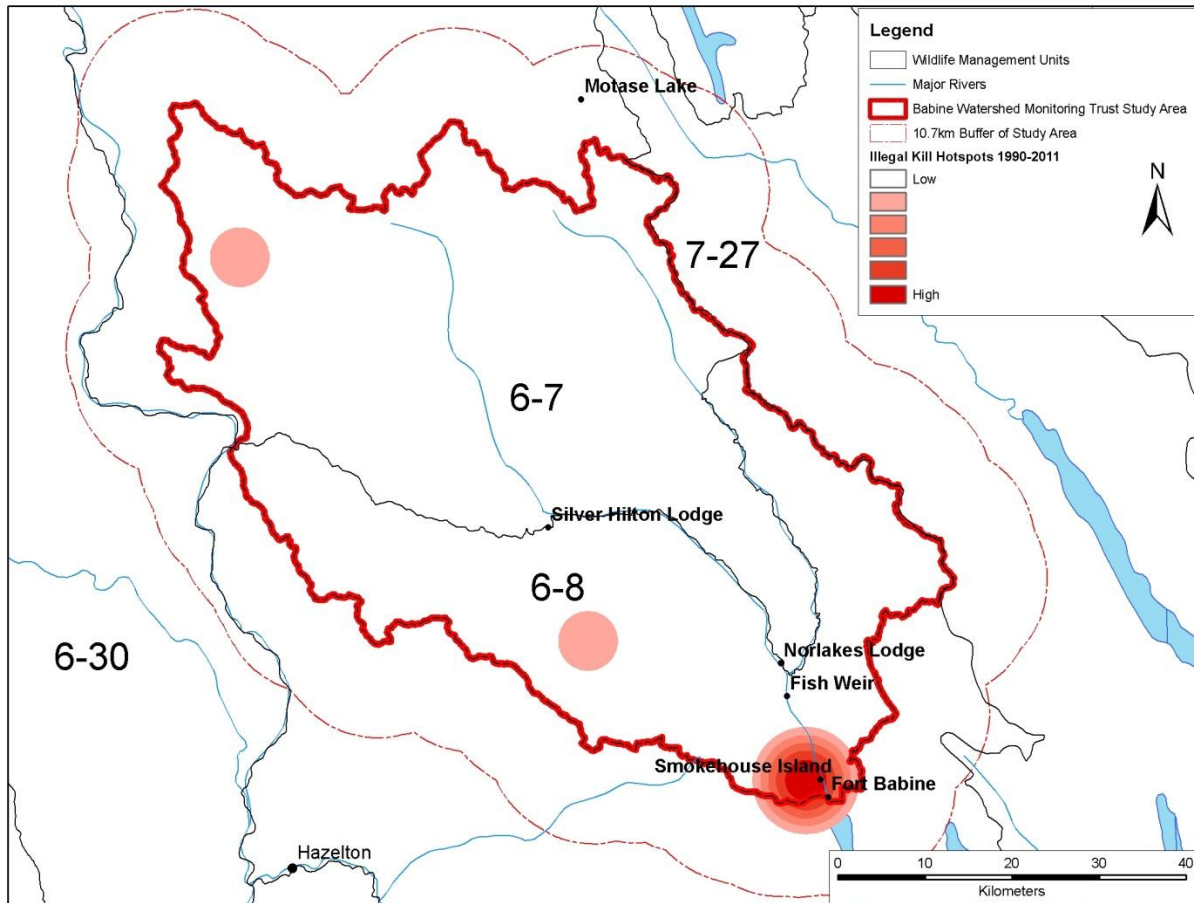 Legend
Wildlife Management Units
Major Rivers
Babine Watershed Monitoring Trust Study Area
10.7km Buffer of Study Area
Illegal Kill Hotspots 1990-2011
Low
High
N
Motase Lake
7-27
6-7
Silver Hilton Lodge
6-8
6-30
Norlakes Lodge
Fish Weir
Smokehouse Island
Fort Babine
Hazelton
0 10 20 30 40
Kilometers